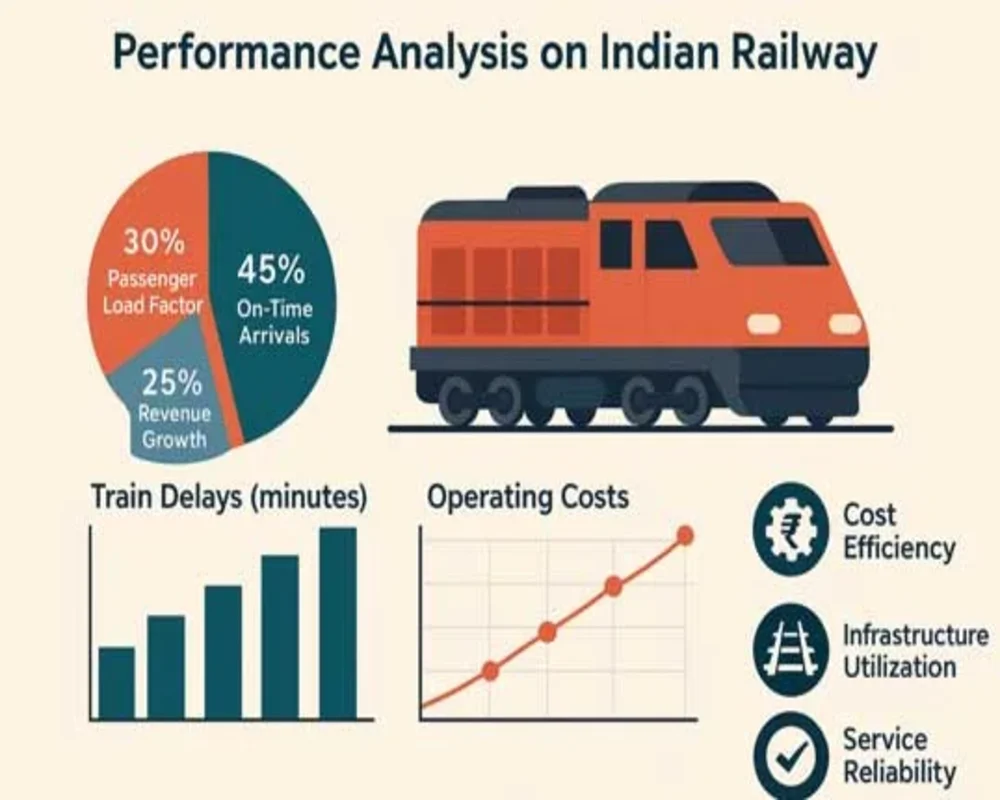 Performance Analysis on Indian Railway
30%
Passenger
Load Factor
45%
On-Time
Arrivals
25%
Revenue
Growth
Train Delays (minutes)
Operating Costs
₹
Cost
Efficiency
Infrastructure
Utilization
Service
Reliability